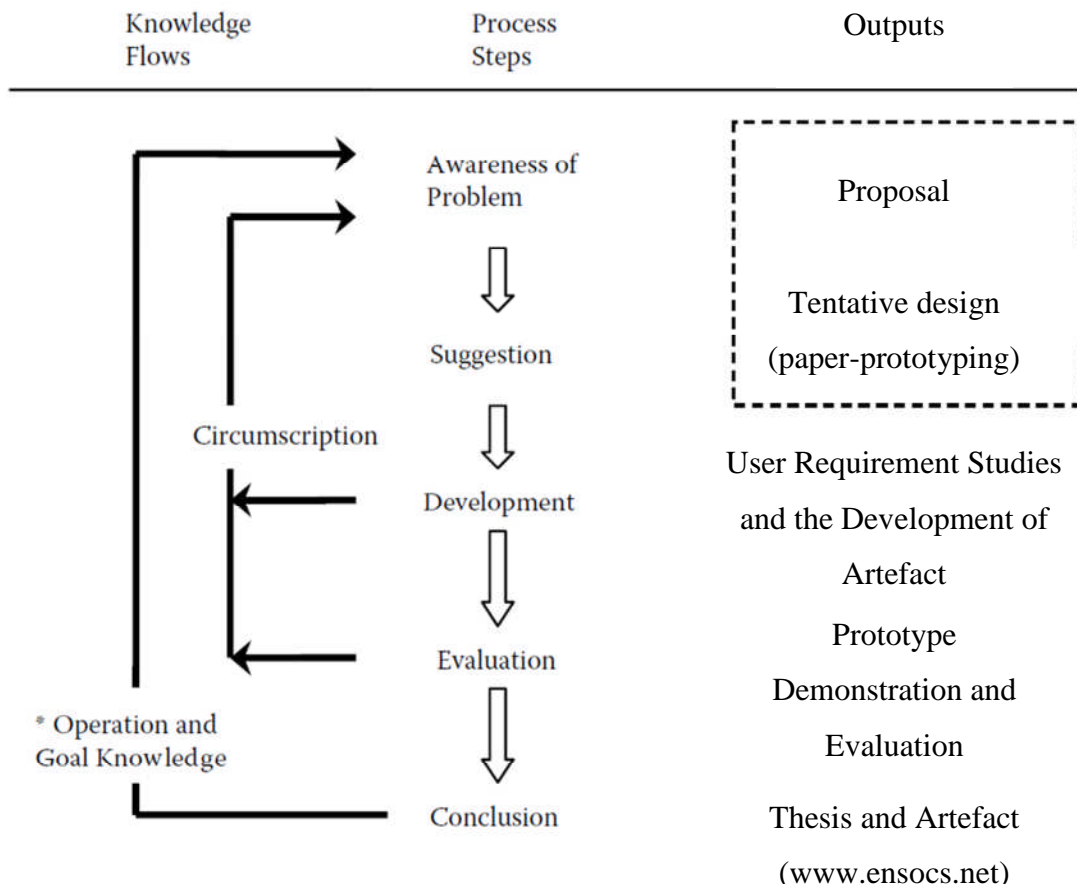 Knowledge
Flows
Process
Steps
Outputs
Awareness of
Problem
Proposal
Tentative design
(paper-prototyping)
Suggestion
Circumscription
Development
User Requirement Studies
and the Development of
Artefact
Evaluation
Prototype
Demonstration and
Evaluation
* Operation and
Goal Knowledge
Conclusion
Thesis and Artefact
(www.ensocs.net)